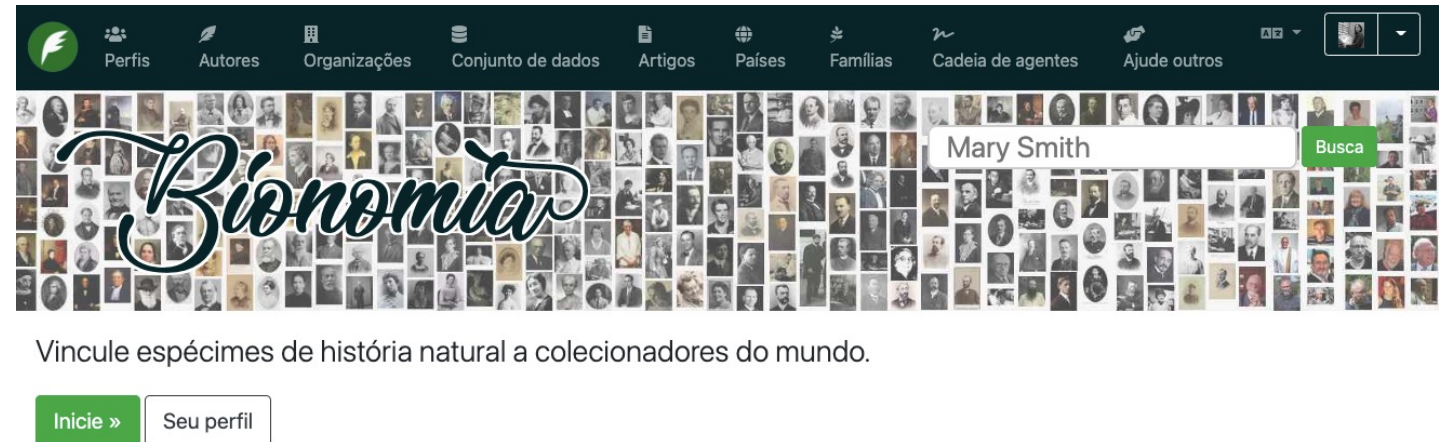 Perfis Autores Organizações Conjunto de dados Artigos Países Famílias Cadeia de agentes Ajude outros
Bionomia
Mary Smith Busca
Vincule espécimes de história natural a colecionadores do mundo.
Inicie » Seu perfil